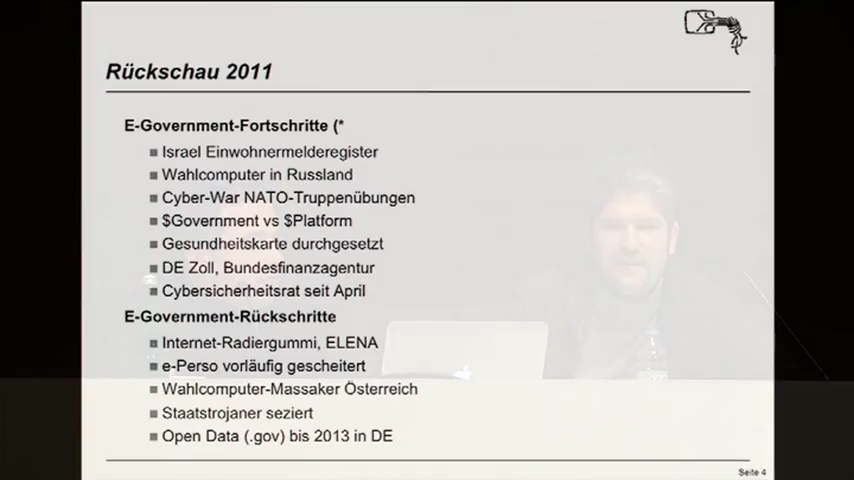 Rückschau 2011
E-Government-Fortschritte (*
Israel Einwohnermelderegister
Wahlcomputer in Russland
Cyber-War NATO-Truppenübungen
$Government vs $Platform
Gesundheitskarte durchgesetzt
DE Zoll, Bundesfinanzagentur
Cybersicherheitsrat seit April
E-Government-Rückschritte
Internet-Radiergummi, ELENA
e-Perso vorläufig gescheitert
Wahlcomputer-Massaker Österreich
Staatstrojaner seziert
Open Data (.gov) bis 2013 in DE
Seite 4